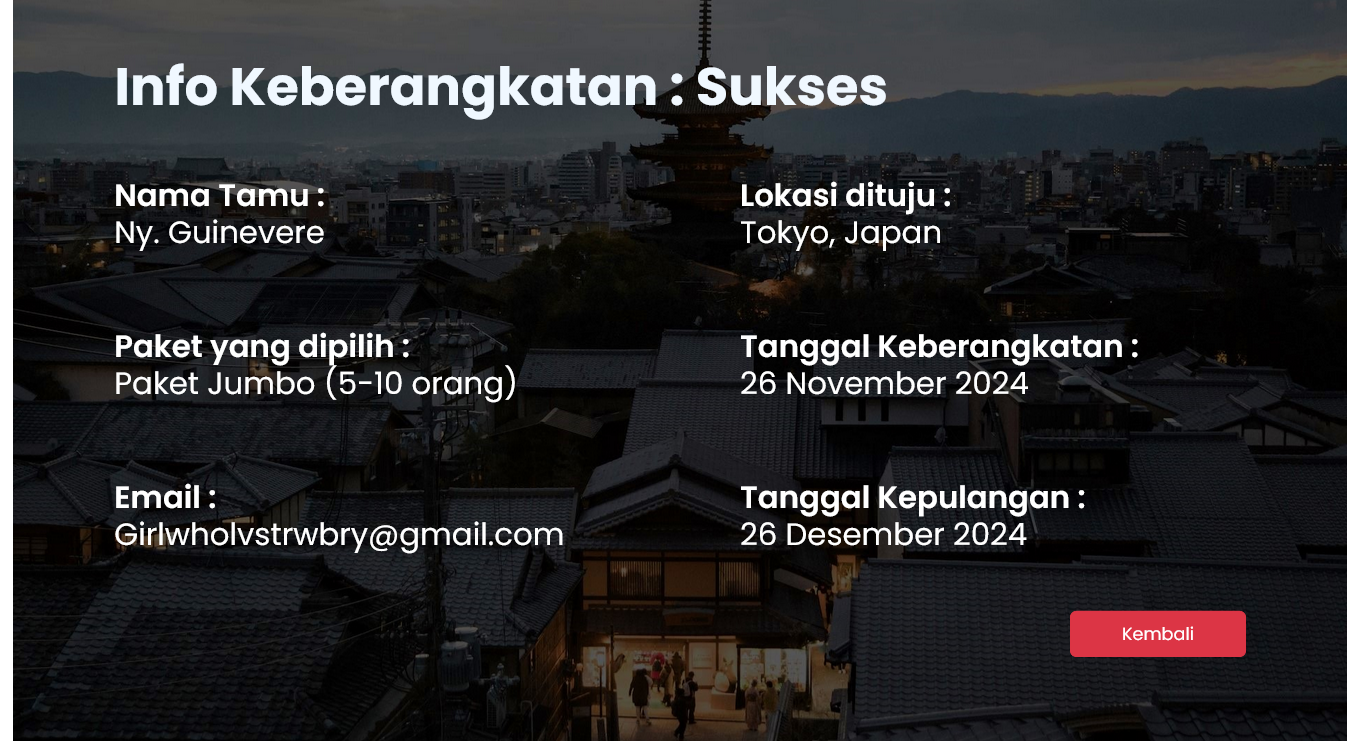 Info Keberangkatan : Sukses
Nama Tamu :
Ny. Guinevere
Lokasi dituju :
Tokyo, Japan
Paket yang dipilih :
Paket Jumbo (5-10 orang)
Tanggal Keberangkatan :
26 November 2024
Email :
Girlwholvstrwbry@gmail.com
Tanggal Kepulangan :
26 Desember 2024
Kembali